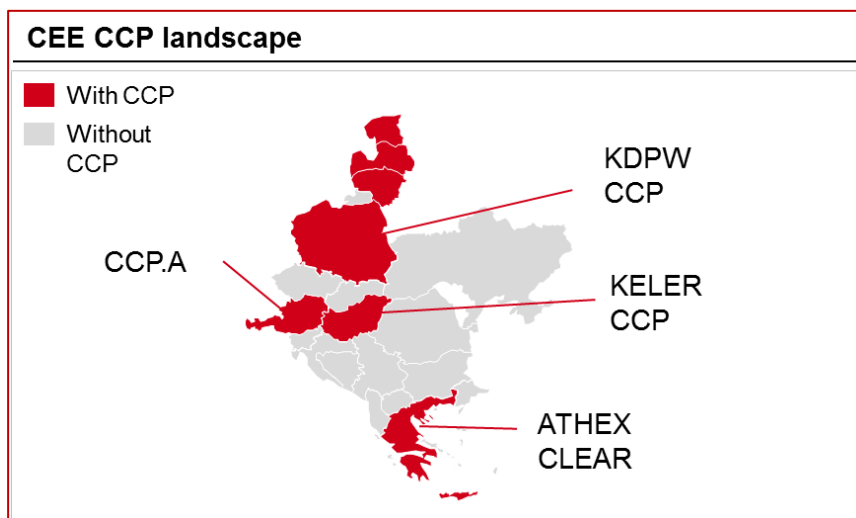 CEE CCP landscape
With CCP
Without
CCP
KDPW
CCP
CCP.A
KELER
CCP
ATHEX
CLEAR